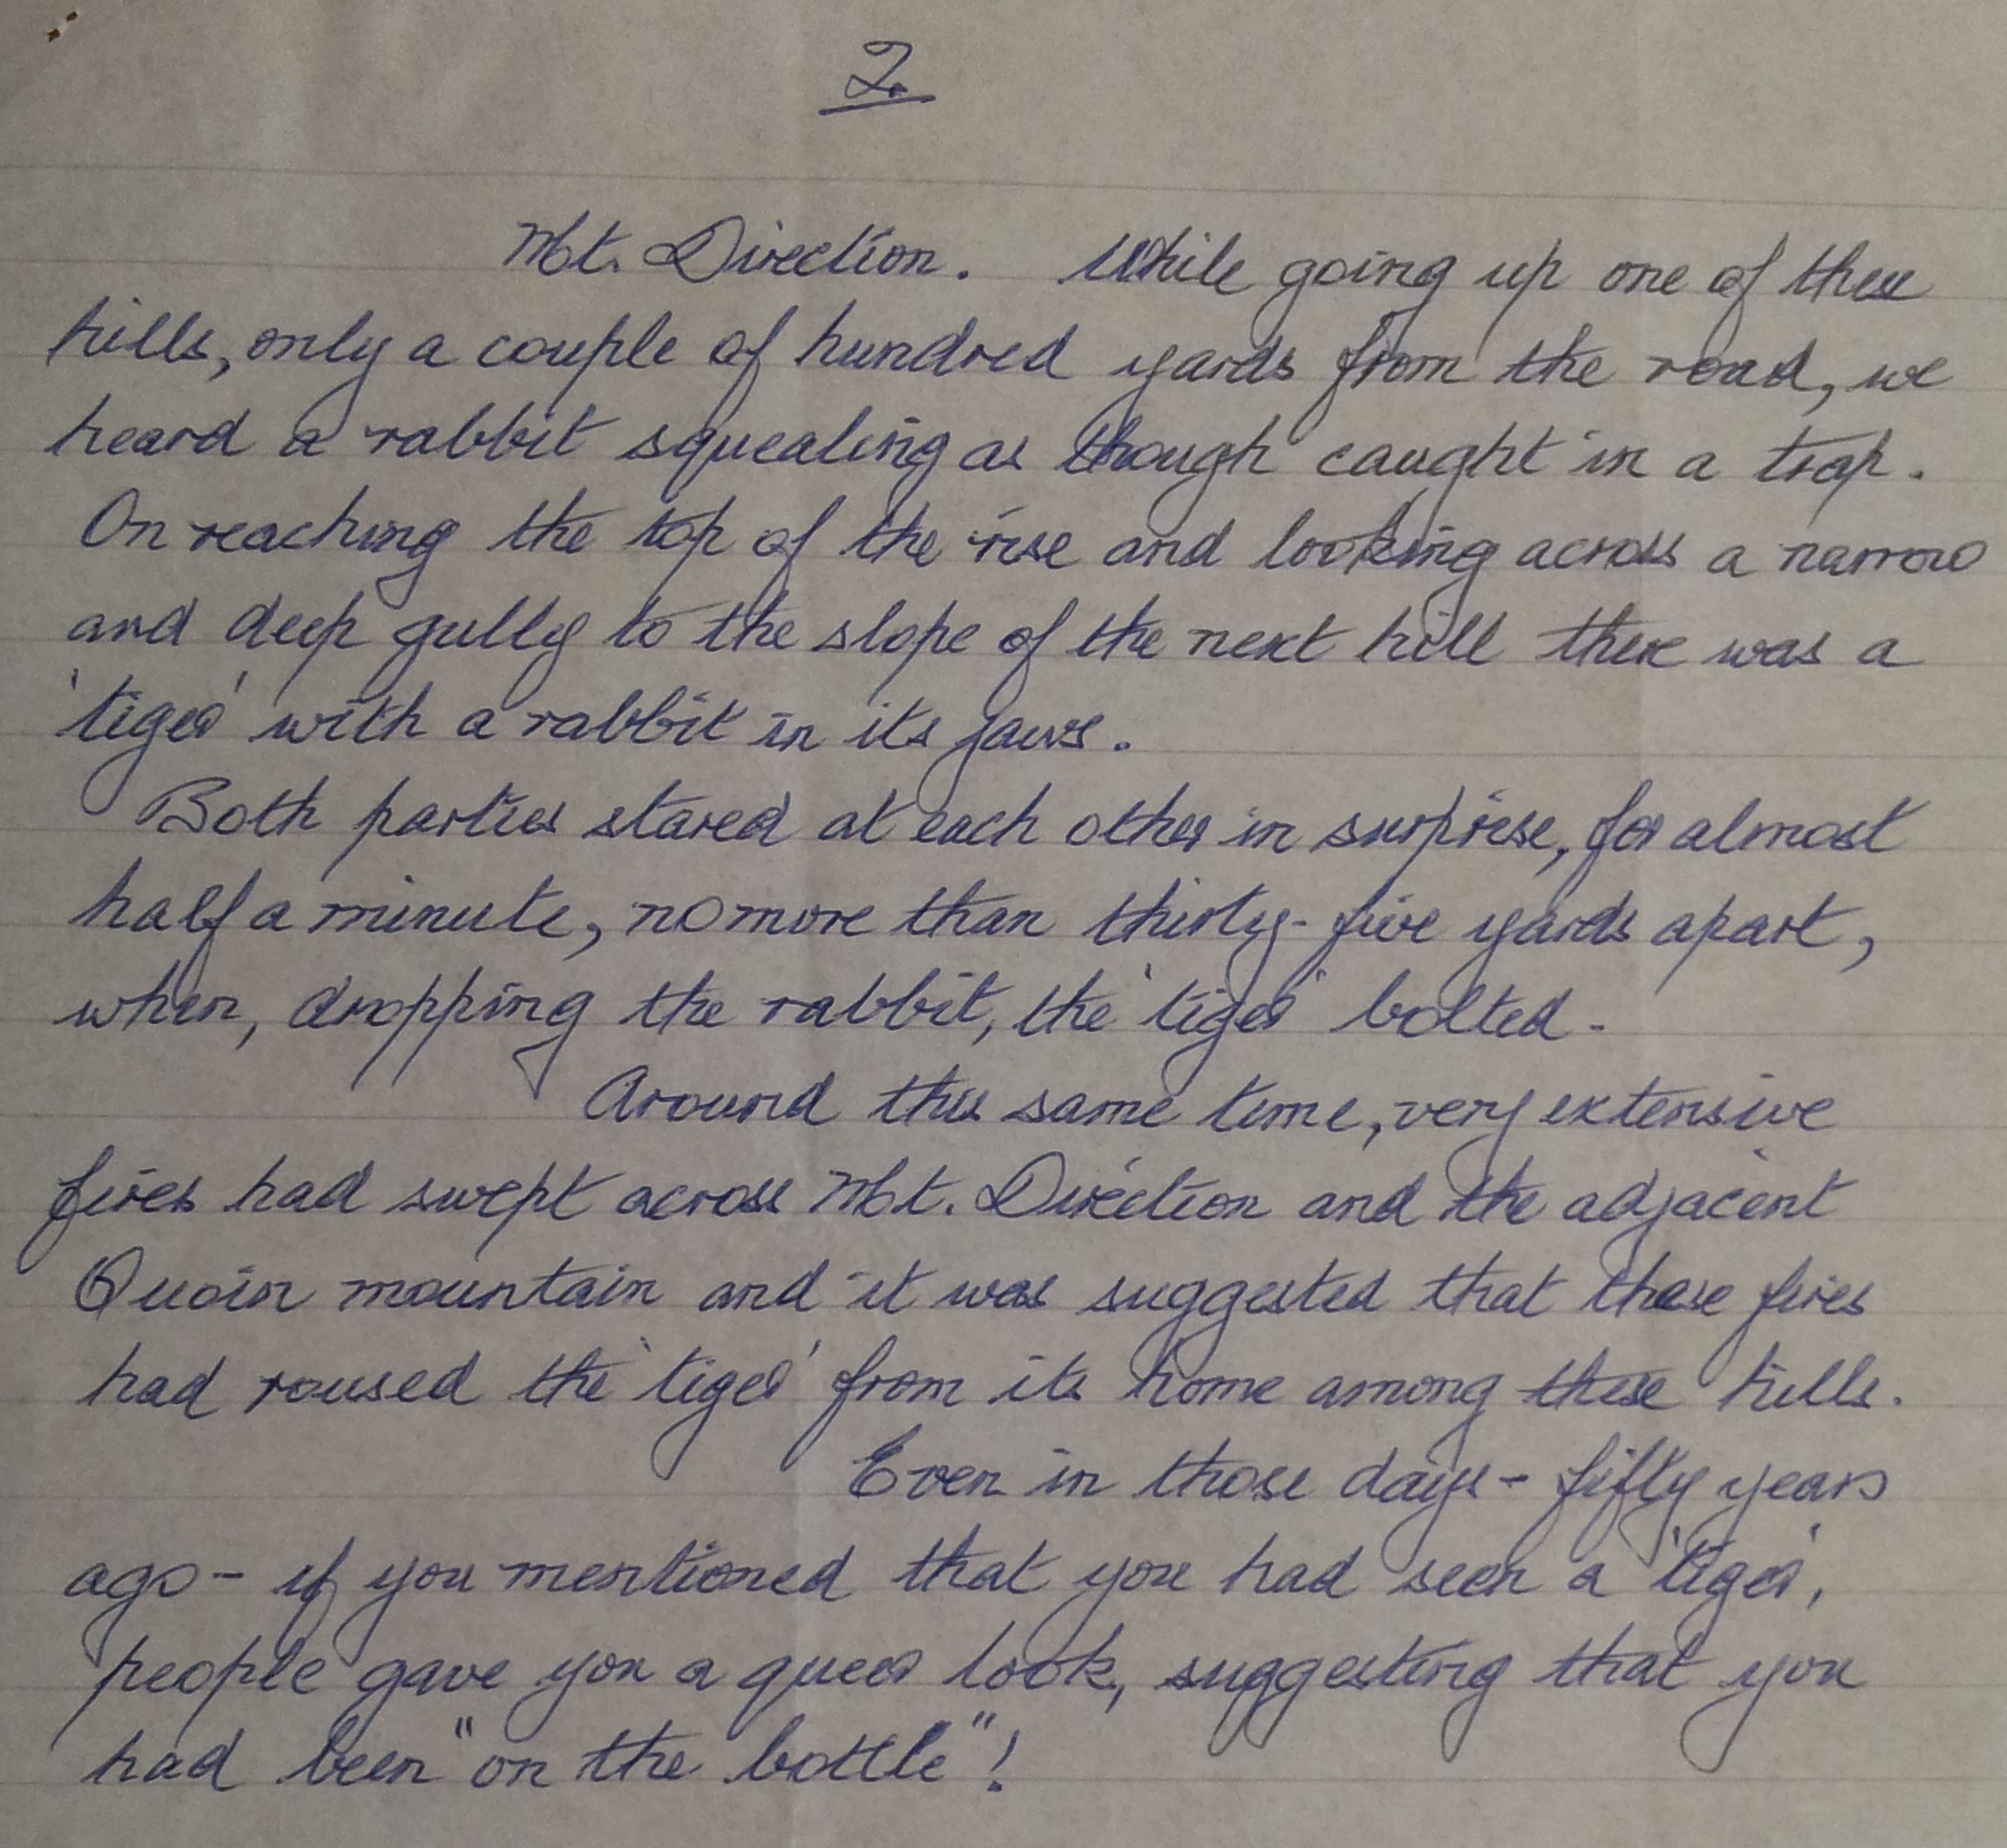 2.
Mt. Direction. While going up one of these
hills, only a couple of hundred yards from the road, we
heard a rabbit squealing as though caught in a trap.
On reaching the top of the rise and looking across a narrow
and deep gully to the slope of the next hill there was a
'tiger' with a rabbit in its jaws.
Both parties stared at each other in surprise, for almost
half a minute, no more than thirty-five yards apart,
when, dropping the rabbit, the 'tiger' bolted.
Around this same time, very extensive
fires had swept across Mt. Direction and the adjacent
Quoin mountain and it was suggested that these fires
had roused the 'tiger' from its home among these hills.
Even in those days - fifty years
ago - if you mentioned that you had seen a 'tiger',
people gave you a queer look, suggesting that you
had been "on the bottle"!